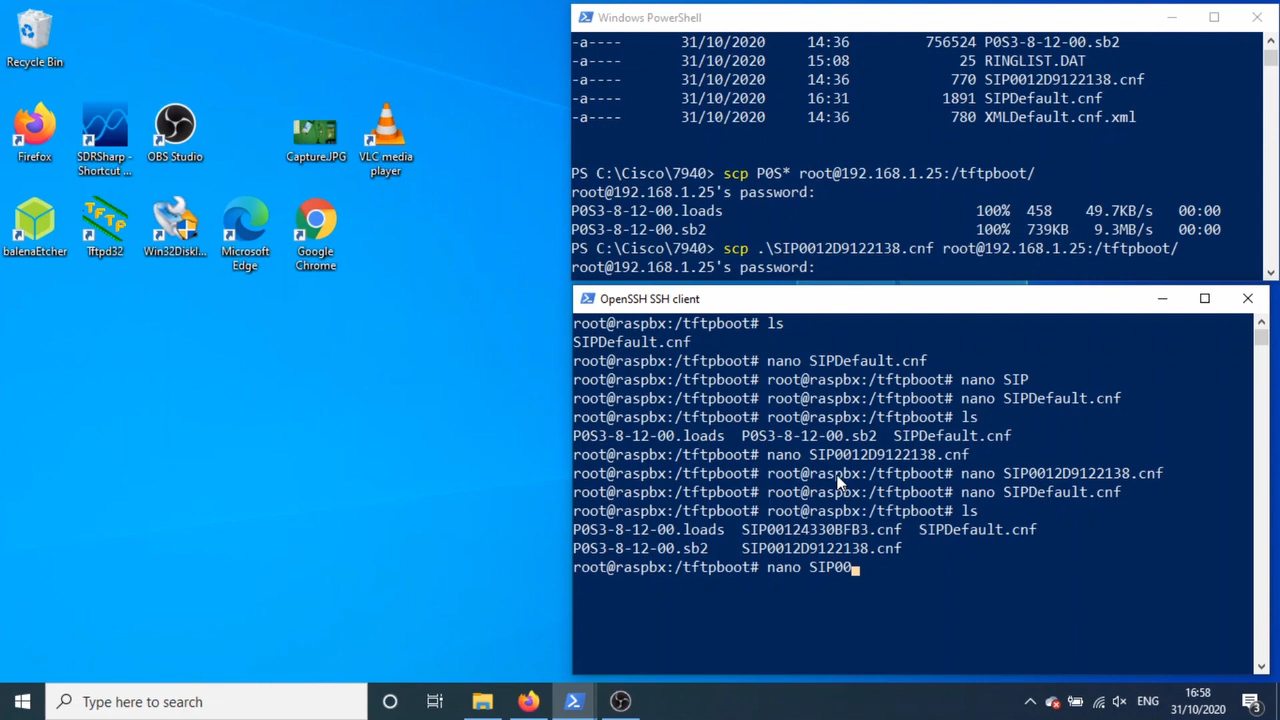 Recycle Bin
Firefox
SDRSharp -
Shortcut ...
OBS Studio
CaptureJPG
VLC media
player
balenaEtcher
Tftpd32
Win32Diskl...
Microsoft
Edge
Google
Chrome
Windows PowerShell
-a---- 31/10/2020 14:36 756524 P0S3-8-12-00.sb2
-a---- 31/10/2020 15:08 25 RINGLIST.DAT
-a---- 31/10/2020 14:36 770 SIP0012D9122138.cnf
-a---- 31/10/2020 16:31 1891 SIPDefault.cnf
-a---- 31/10/2020 14:36 780 XMLDefault.cnf.xml
PS C:\Cisco\7940> scp P0S* root@192.168.1.25:/tftpboot/
root@192.168.1.25's password:
P0S3-8-12-00.loads 100% 458 49.7KB/s 00:00
P0S3-8-12-00.sb2 100% 739KB 9.3MB/s 00:00
PS C:\Cisco\7940> scp .\SIP0012D9122138.cnf root@192.168.1.25:/tftpboot/
root@192.168.1.25's password:
OpenSSH SSH client
root@raspbx:/tftpboot# ls
SIPDefault.cnf
root@raspbx:/tftpboot# nano SIPDefault.cnf
root@raspbx:/tftpboot# root@raspbx:/tftpboot# nano SIP
root@raspbx:/tftpboot# root@raspbx:/tftpboot# nano SIPDefault.cnf
root@raspbx:/tftpboot# root@raspbx:/tftpboot# ls
P0S3-8-12-00.loads P0S3-8-12-00.sb2 SIPDefault.cnf
root@raspbx:/tftpboot# nano SIP0012D9122138.cnf
root@raspbx:/tftpboot# root@raspbx:/tftpboot# nano SIP0012D9122138.cnf
root@raspbx:/tftpboot# root@raspbx:/tftpboot# nano SIPDefault.cnf
root@raspbx:/tftpboot# root@raspbx:/tftpboot# ls
P0S3-8-12-00.loads SIP00124330BFB3.cnf SIPDefault.cnf
P0S3-8-12-00.sb2 SIP0012D9122138.cnf
root@raspbx:/tftpboot# nano SIP00
Type here to search
ENG
16:58
31/10/2020
3